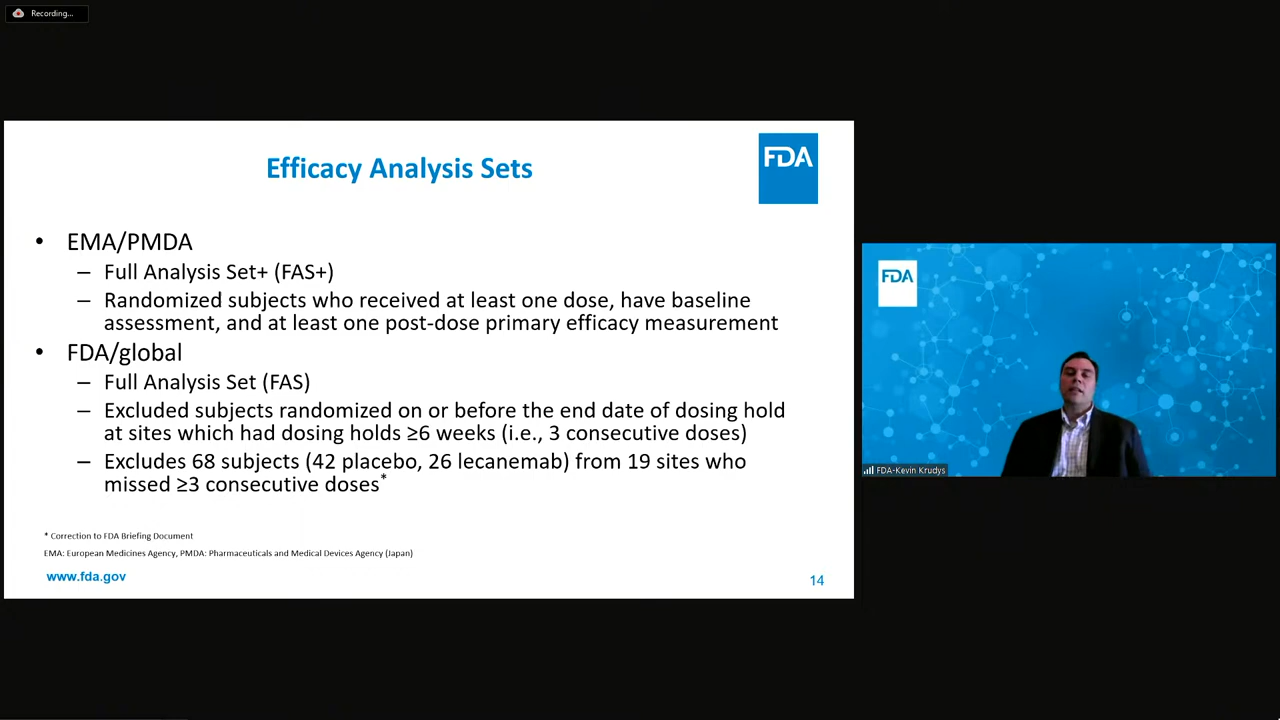 Recording...
Efficacy Analysis Sets
FDA
• EMA/PMDA
– Full Analysis Set+ (FAS+)
– Randomized subjects who received at least one dose, have baseline
assessment, and at least one post-dose primary efficacy measurement
• FDA/global
– Full Analysis Set (FAS)
– Excluded subjects randomized on or before the end date of dosing hold
at sites which had dosing holds ≥6 weeks (i.e., 3 consecutive doses)
– Excludes 68 subjects (42 placebo, 26 lecanemab) from 19 sites who
missed ≥3 consecutive doses*
* Correction to FDA Briefing Document
EMA: European Medicines Agency, PMDA: Pharmaceuticals and Medical Devices Agency (Japan)
www.fda.gov
14
FDA
FDA-Kevin Krudys